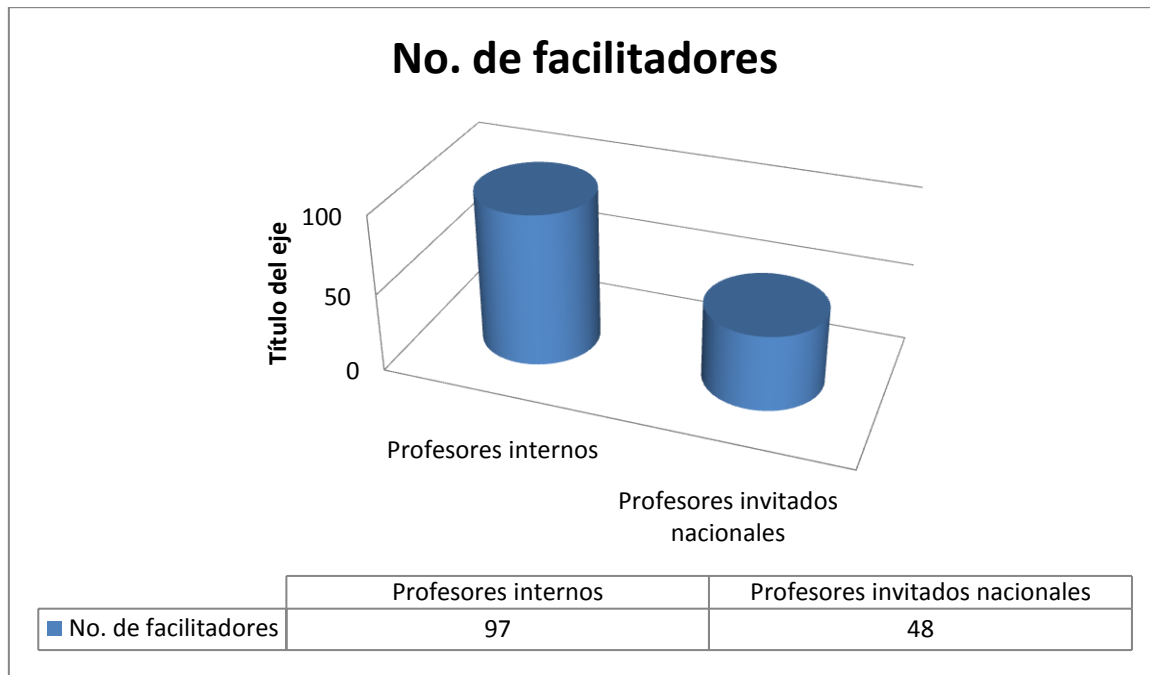 No. de facilitadores
Título del eje
100
50
0
Profesores internos
Profesores invitados
nacionales
Profesores internos Profesores invitados nacionales
No. de facilitadores 97 48